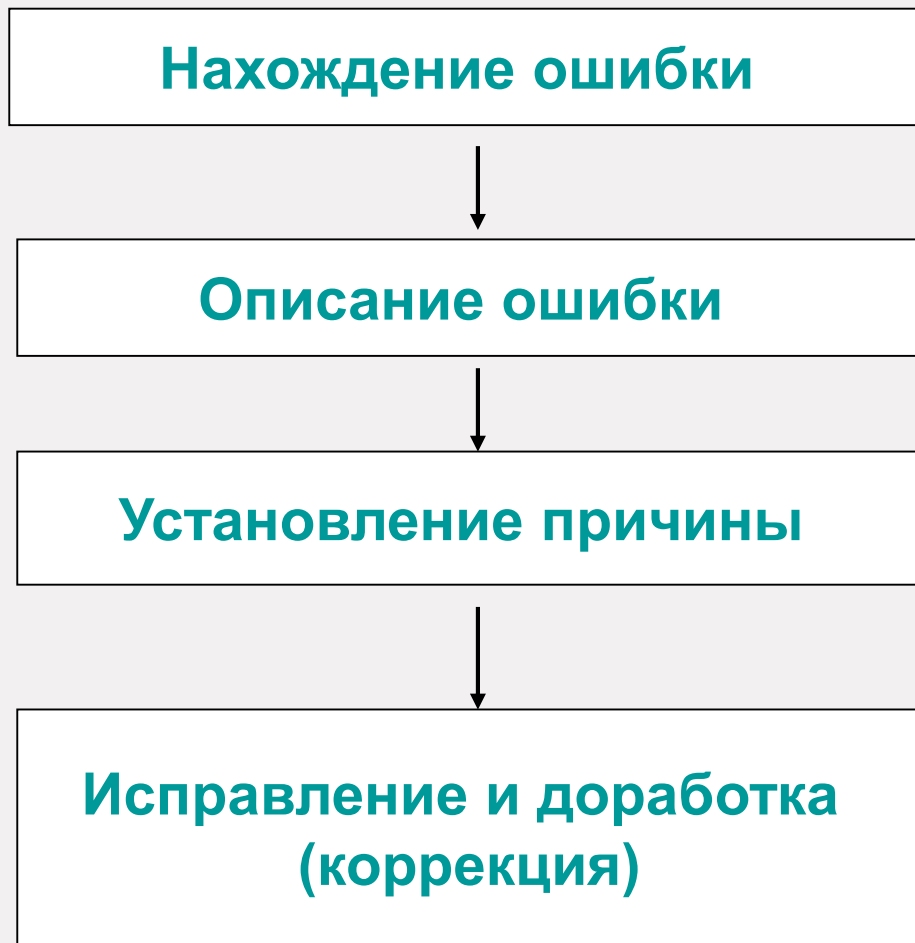 Нахождение ошибки
Описание ошибки
Установление причины
Исправление и доработка
(коррекция)